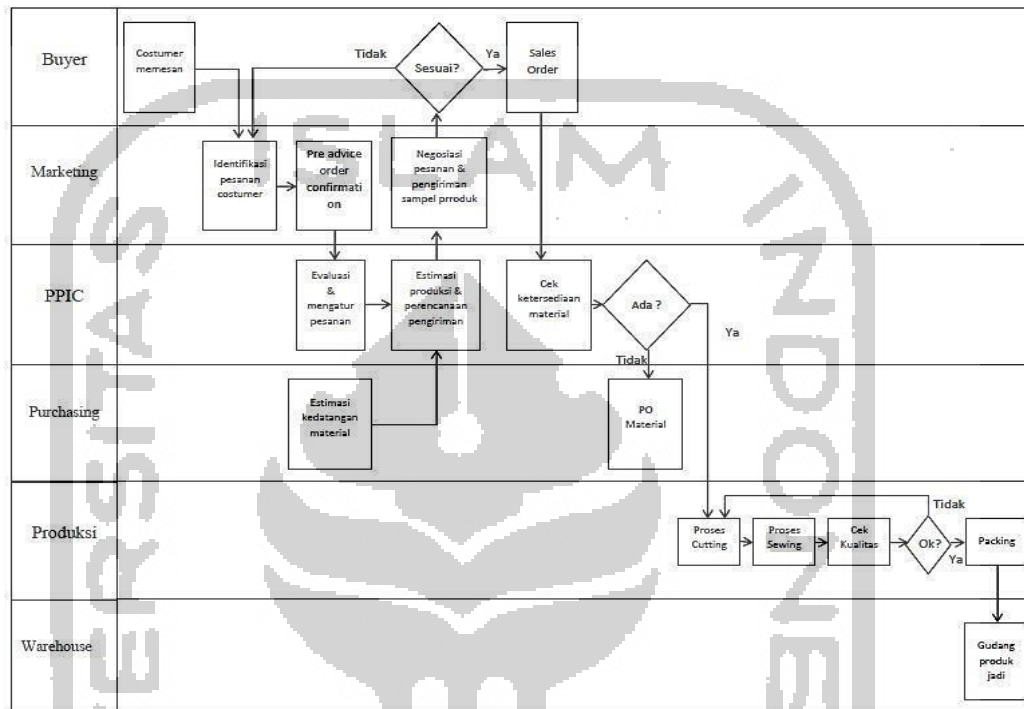 Buyer
Costumer
memesan
Tidak
Sesuai?
Ya
Sales
Order
Marketing
Identifikasi
pesanan
costumer
Pre advice
order
confirmati
on
Negosiasi
pesanan &
pengiriman
sampel prroduk
PPIC
Evaluasi
&
mengatur
pesanan
Estimasi
produksi &
perencanaan
pengiriman
Cek
ketersediaan
material
Ada ?
Ya
Tidak
Purchasing
Estimasi
kedatangan
material
PO
Material
Produksi
Proses
Cutting
Proses
Sewing
Cek
Kualitas
Ok?
Tidak
Ya
Packing
Warehouse
Gudang
produk
jadi
ISLAM
ERSITAS
INDONE